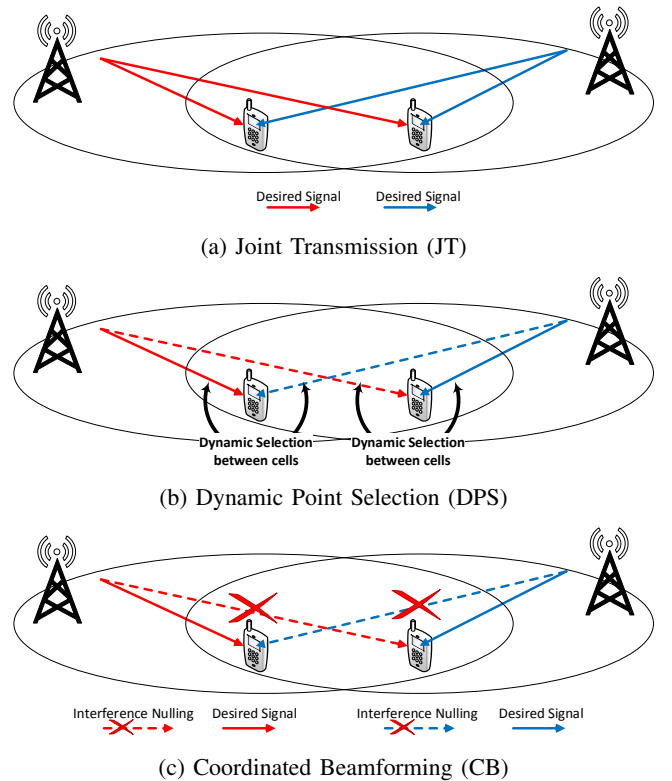 Desired Signal Desired Signal
(a) Joint Transmission (JT)
Dynamic Selection Dynamic Selection
between cells between cells
(b) Dynamic Point Selection (DPS)
Interference Nulling Desired Signal Interference Nulling Desired Signal
(c) Coordinated Beamforming (CB)